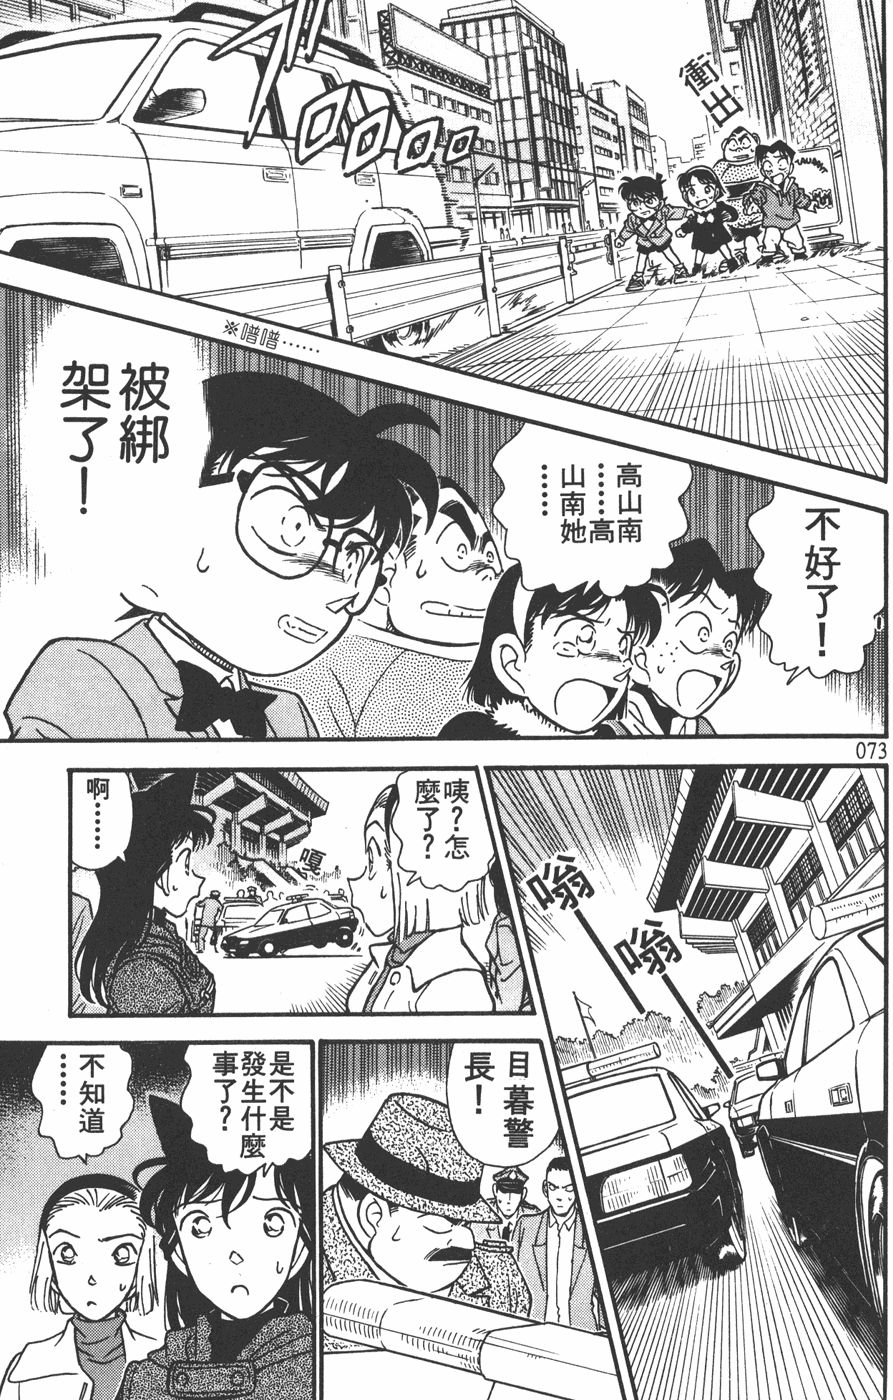 衝出
※噜噜……
不好了！
高山南
……高
山南她
……
被綁
架了！
073
嗡
嗡
咦？怎
麼了？
嘎
啊……
目暮警
長！
是不是
發生什麼
事了？
不知道
……